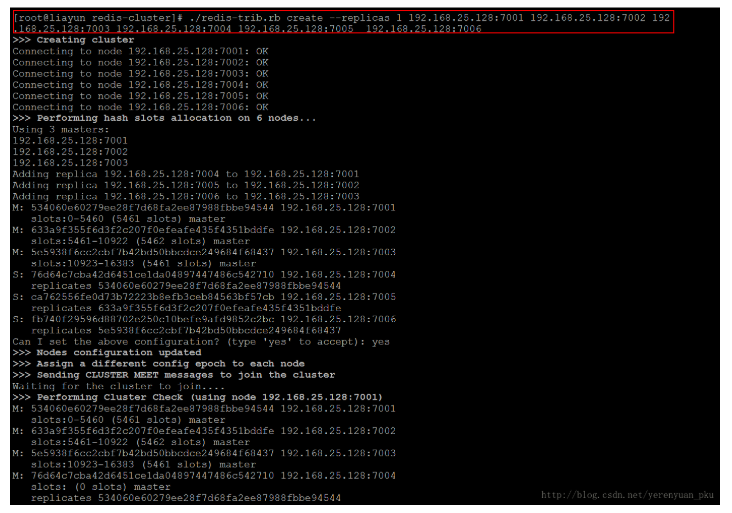 [root@liayun redis-cluster]# ./redis-trib.rb create --replicas 1 192.168.25.128:7001 192.168.25.128:7002 192
.168.25.128:7003 192.168.25.128:7004 192.168.25.128:7005  192.168.25.128:7006
>>> Creating cluster
Connecting to node 192.168.25.128:7001: OK
Connecting to node 192.168.25.128:7002: OK
Connecting to node 192.168.25.128:7003: OK
Connecting to node 192.168.25.128:7004: OK
Connecting to node 192.168.25.128:7005: OK
Connecting to node 192.168.25.128:7006: OK
>>> Performing hash slots allocation on 6 nodes...
Using 3 masters:
192.168.25.128:7001
192.168.25.128:7002
192.168.25.128:7003
Adding replica 192.168.25.128:7004 to 192.168.25.128:7001
Adding replica 192.168.25.128:7005 to 192.168.25.128:7002
Adding replica 192.168.25.128:7006 to 192.168.25.128:7003
M: 534060e60279ee28f7d68fa2ee87988fbbe94544 192.168.25.128:7001
   slots:0-5460 (5461 slots) master
M: 633a9f355f6d3f2c207f0efeafe435f4351bddfe 192.168.25.128:7002
   slots:5461-10922 (5462 slots) master
M: 5e5938f6cc2cbf7b42bd50bbcdce249684f68437 192.168.25.128:7003
   slots:10923-16383 (5461 slots) master
S: 76d64c7cba42d6451ce1da04897447486c542710 192.168.25.128:7004
   replicates 534060e60279ee28f7d68fa2ee87988fbbe94544
S: ca762556fe0d73b72223b8efb3ceb84563bf57cb 192.168.25.128:7005
   replicates 633a9f355f6d3f2c207f0efeafe435f4351bddfe
S: fb740f29596d88702e250c10befe9afd9852c2bc 192.168.25.128:7006
   replicates 5e5938f6cc2cbf7b42bd50bbcdce249684f68437
Can I set the above configuration? (type 'yes' to accept): yes
>>> Nodes configuration updated
>>> Assign a different config epoch to each node
>>> Sending CLUSTER MEET messages to join the cluster
Waiting for the cluster to join....
>>> Performing Cluster Check (using node 192.168.25.128:7001)
M: 534060e60279ee28f7d68fa2ee87988fbbe94544 192.168.25.128:7001
   slots:0-5460 (5461 slots) master
M: 633a9f355f6d3f2c207f0efeafe435f4351bddfe 192.168.25.128:7002
   slots:5461-10922 (5462 slots) master
M: 5e5938f6cc2cbf7b42bd50bbcdce249684f68437 192.168.25.128:7003
   slots:10923-16383 (5461 slots) master
M: 76d64c7cba42d6451ce1da04897447486c542710 192.168.25.128:7004
   slots: (0 slots) master
   replicates 534060e60279ee28f7d68fa2ee87988fbbe94544
http://blog.csdn.net/yerenyuan_pku